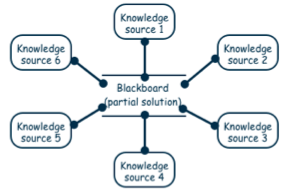 Knowledge
source 1
Knowledge
source 6
Knowledge
source 2
Blackboard
(partial solution)
Knowledge
source 5
Knowledge
source 3
Knowledge
source 4